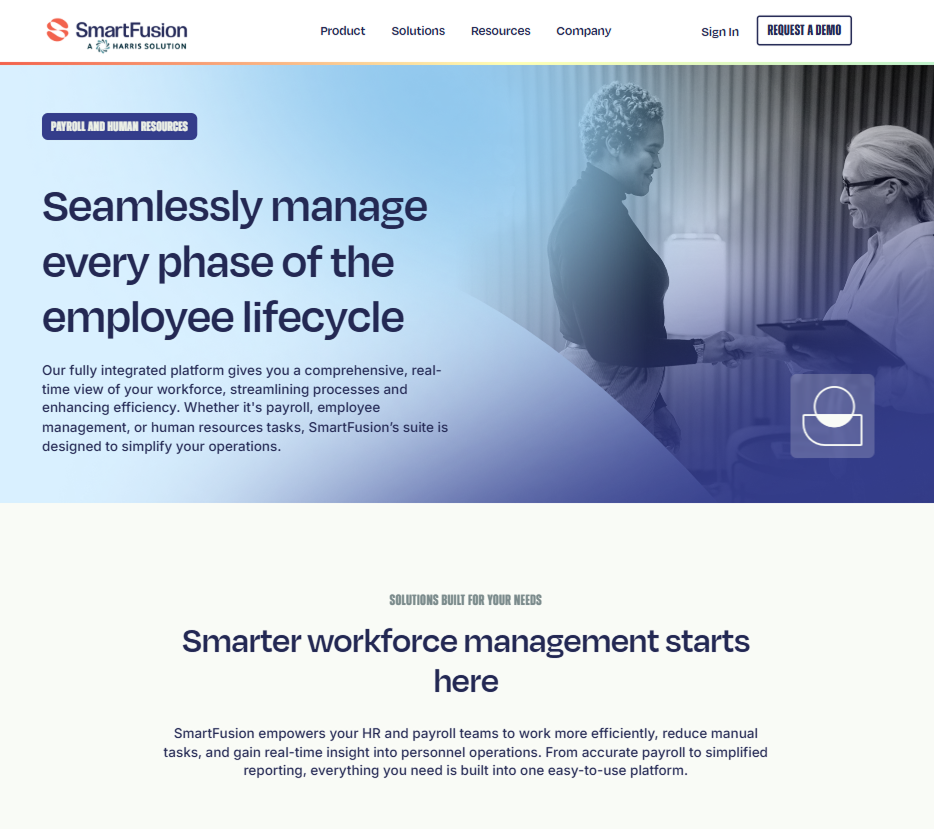 SmartFusion
A HARRIS SOLUTION
Product Solutions Resources Company
Sign In REQUEST A DEMO
PAYROLL AND HUMAN RESOURCES
Seamlessly manage
every phase of the
employee lifecycle
Our fully integrated platform gives you a comprehensive, real-
time view of your workforce, streamlining processes and
enhancing efficiency. Whether it's payroll, employee
management, or human resources tasks, SmartFusion’s suite is
designed to simplify your operations.
SOLUTIONS BUILT FOR YOUR NEEDS
Smarter workforce management starts
here
SmartFusion empowers your HR and payroll teams to work more efficiently, reduce manual
tasks, and gain real-time insight into personnel operations. From accurate payroll to simplified
reporting, everything you need is built into one easy-to-use platform.